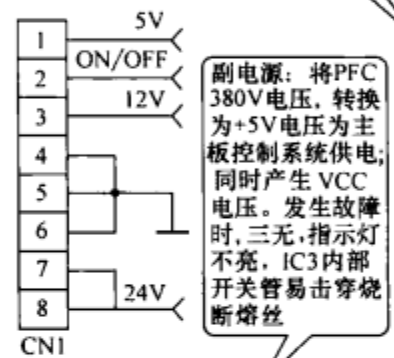 5V
1
ON/OFF
2
12V
3
4
5
6
7
24V
8
CN1
副电源：将PFC
380V电压，转换
为+5V电压为主
板控制系统供电;
同时产生 VCC
电压。发生故障
时,三无,指示灯
不亮，IC3内部
开关管易击穿烧
断熔丝